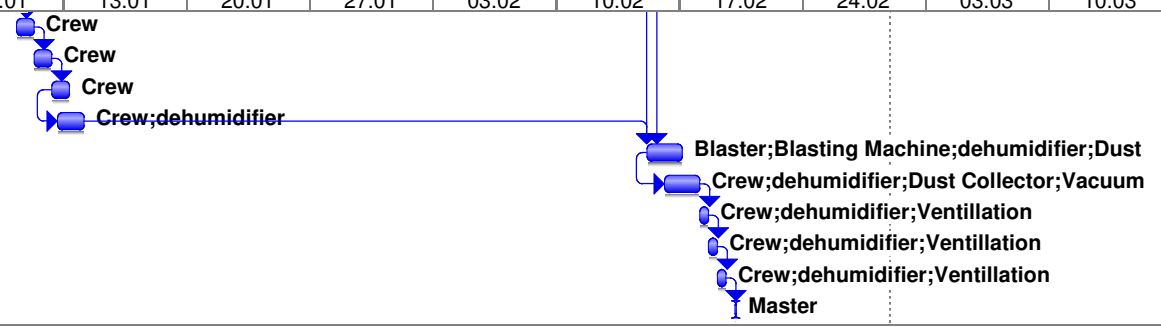 .01 13.01 20.01 27.01 03.02 10.02 17.02 24.02 03.03 10.03
Crew
Crew
Crew
Crew;dehumidifier
Blaster;Blasting Machine;dehumidifier;Dust
Crew;dehumidifier;Dust Collector;Vacuum
Crew;dehumidifier;Ventillation
Crew;dehumidifier;Ventillation
Crew;dehumidifier;Ventillation
Master